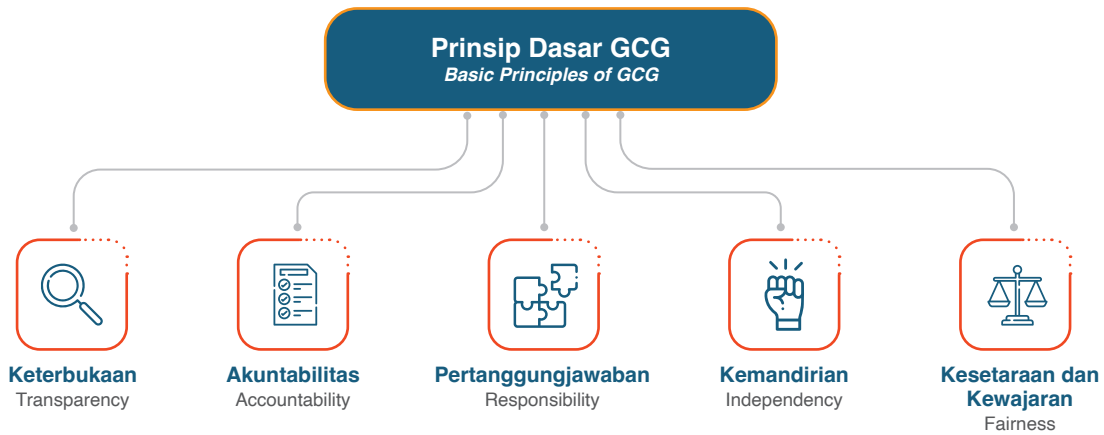 Prinsip Dasar GCG
Basic Principles of GCG
Keterbukaan
Transparency
Akuntabilitas
Accountability
Pertanggungjawaban
Responsibility
Kemandirian
Independency
Kesetaraan dan
Kewajaran
Fairness